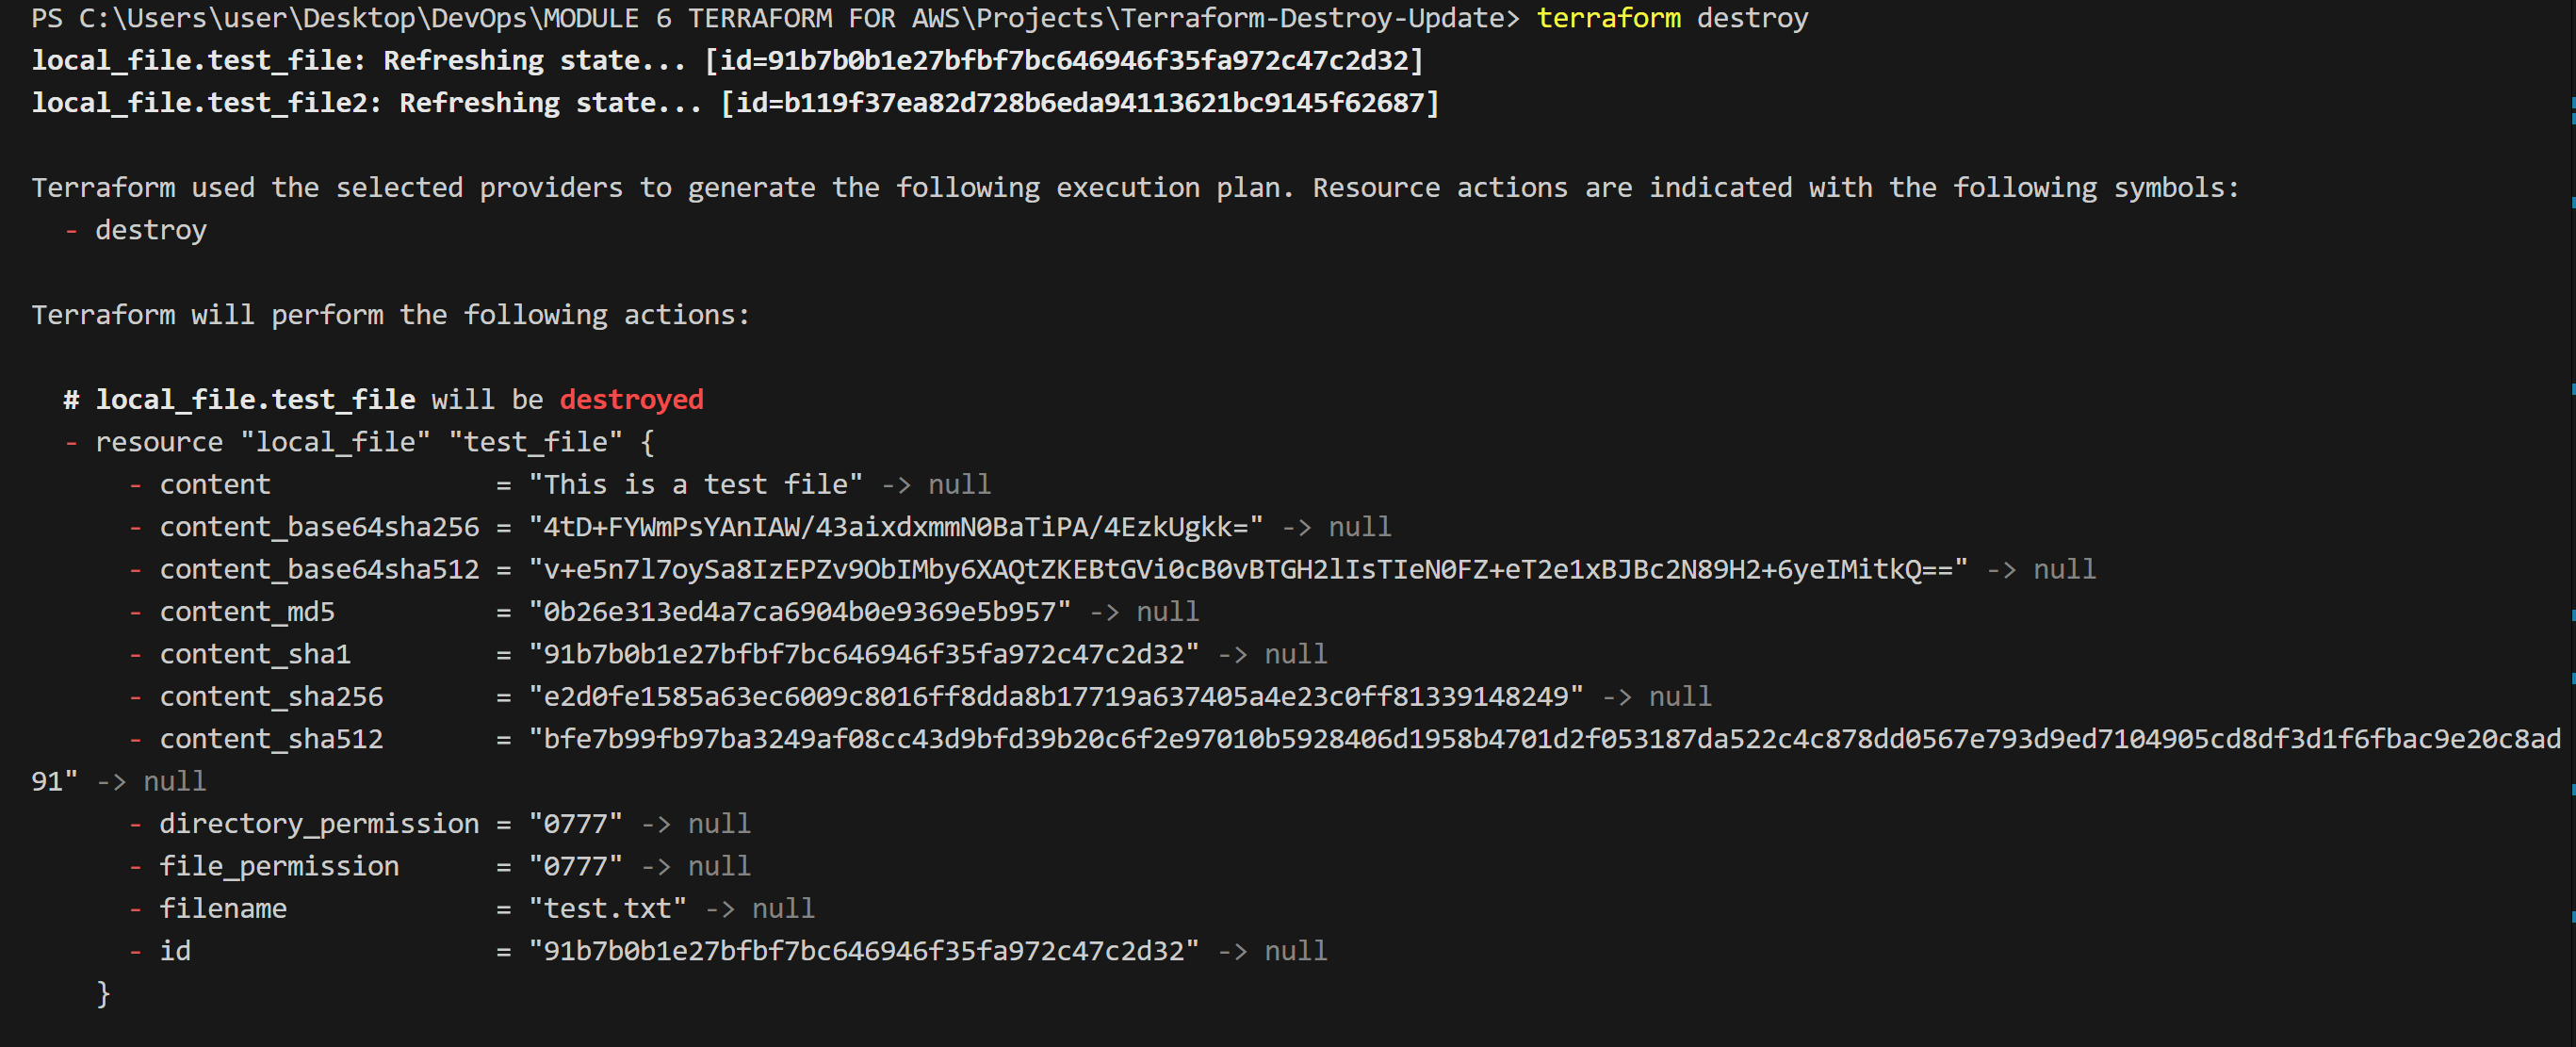 PS C:\Users\user\Desktop\DevOps\MODULE 6 TERRAFORM FOR AWS\Projects\Terraform-Destroy-Update> terraform destroy
local_file.test_file: Refreshing state... [id=91b7b0b1e27bfbf7bc646946f35fa972c47c2d32]
local_file.test_file2: Refreshing state... [id=b119f37ea82d728b6eda94113621bc9145f62687]
Terraform used the selected providers to generate the following execution plan. Resource actions are indicated with the following symbols:
  - destroy
Terraform will perform the following actions:
  # local_file.test_file will be destroyed
  - resource "local_file" "test_file" {
      - content              = "This is a test file" -> null
      - content_base64sha256 = "4tD+FYWmPsYAnIAW/43aixdxmmN0BaTiPA/4EzkUgkk=" -> null
      - content_base64sha512 = "v+e5n7l7oySa8IzEPZv9ObIMby6XAQtZKEBtGVi0cB0vBTGH2lIsTIeN0FZ+eT2e1xBJBc2N89H2+6yeIMitkQ==" -> null
      - content_md5          = "0b26e313ed4a7ca6904b0e9369e5b957" -> null
      - content_sha1         = "91b7b0b1e27bfbf7bc646946f35fa972c47c2d32" -> null
      - content_sha256       = "e2d0fe1585a63ec6009c8016ff8dda8b17719a637405a4e23c0ff81339148249" -> null
      - content_sha512       = "bfe7b99fb97ba3249af08cc43d9bfd39b20c6f2e97010b5928406d1958b4701d2f053187da522c4c878dd0567e793d9ed7104905cd8df3d1f6fbac9e20c8ad
91" -> null
      - directory_permission = "0777" -> null
      - file_permission      = "0777" -> null
      - filename             = "test.txt" -> null
      - id                   = "91b7b0b1e27bfbf7bc646946f35fa972c47c2d32" -> null
    }